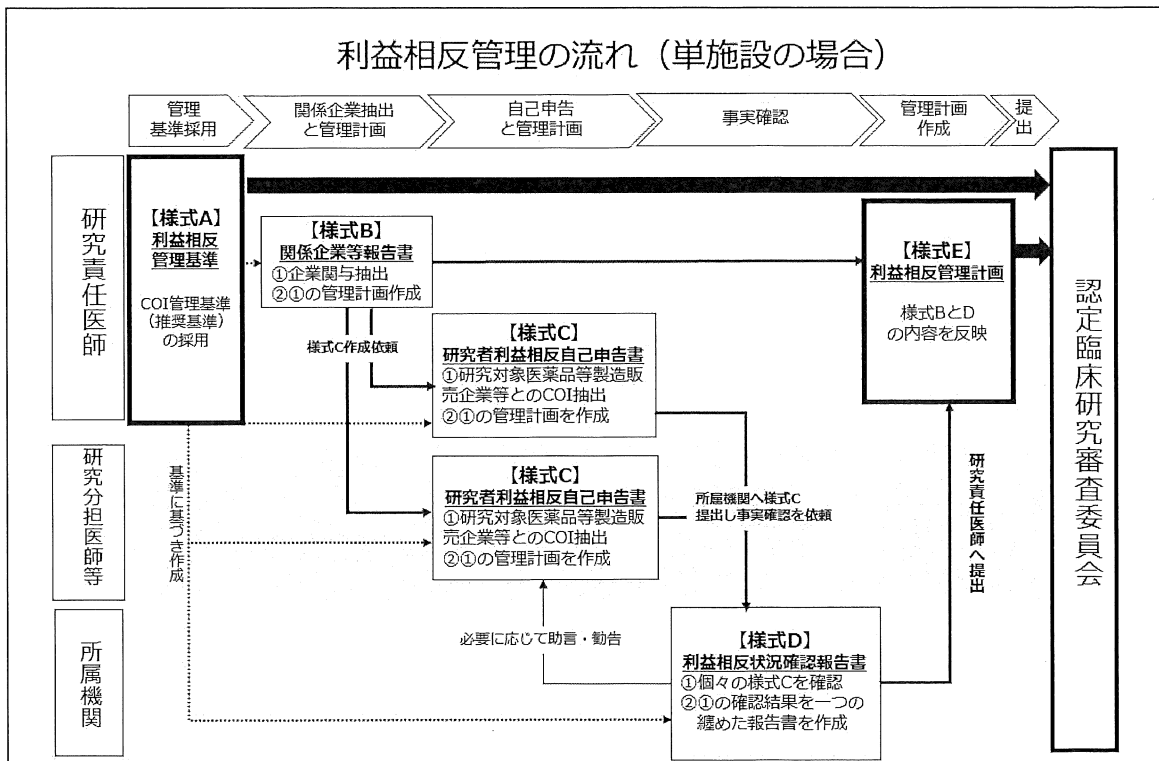 利益相反管理の流れ（単施設の場合）
管理
基準採用
関係企業抽出
と管理計画
自己申告
と管理計画
事実確認
管理計画
作成
提
出
研究責任医師
【様式A】
利益相反
管理基準
COI管理基準
（推奨基準）
の採用
【様式B】
関係企業等報告書
①企業関与抽出
②①の管理計画作成
様式C作成依頼
【様式C】
研究者利益相反自己申告書
①研究対象医薬品等製造販
売企業等とのCOI抽出
②①の管理計画を作成
【様式E】
利益相反管理計画
様式BとD
の内容を反映
認定臨床研究審査委員会
研究分担医師等
基準に基づき作成
【様式C】
研究者利益相反自己申告書
①研究対象医薬品等製造販
売企業等とのCOI抽出
②①の管理計画を作成
所属機関へ様式C
提出し事実確認を依頼
研究責任医師へ提出
所属機関
必要に応じて助言・勧告
【様式D】
利益相反状況確認報告書
①個々の様式Cを確認
②①の確認結果を一つの
纏めた報告書を作成